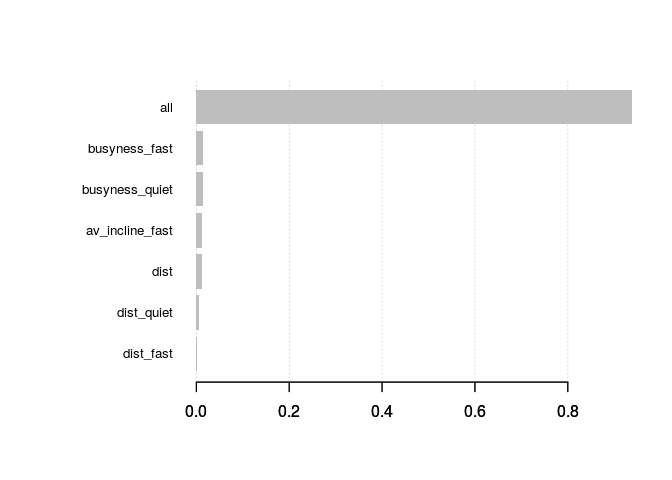 all
busyness_fast
busyness_quiet
av_incline_fast
dist
dist_quiet
dist_fast
0.0 0.2 0.4 0.6 0.8